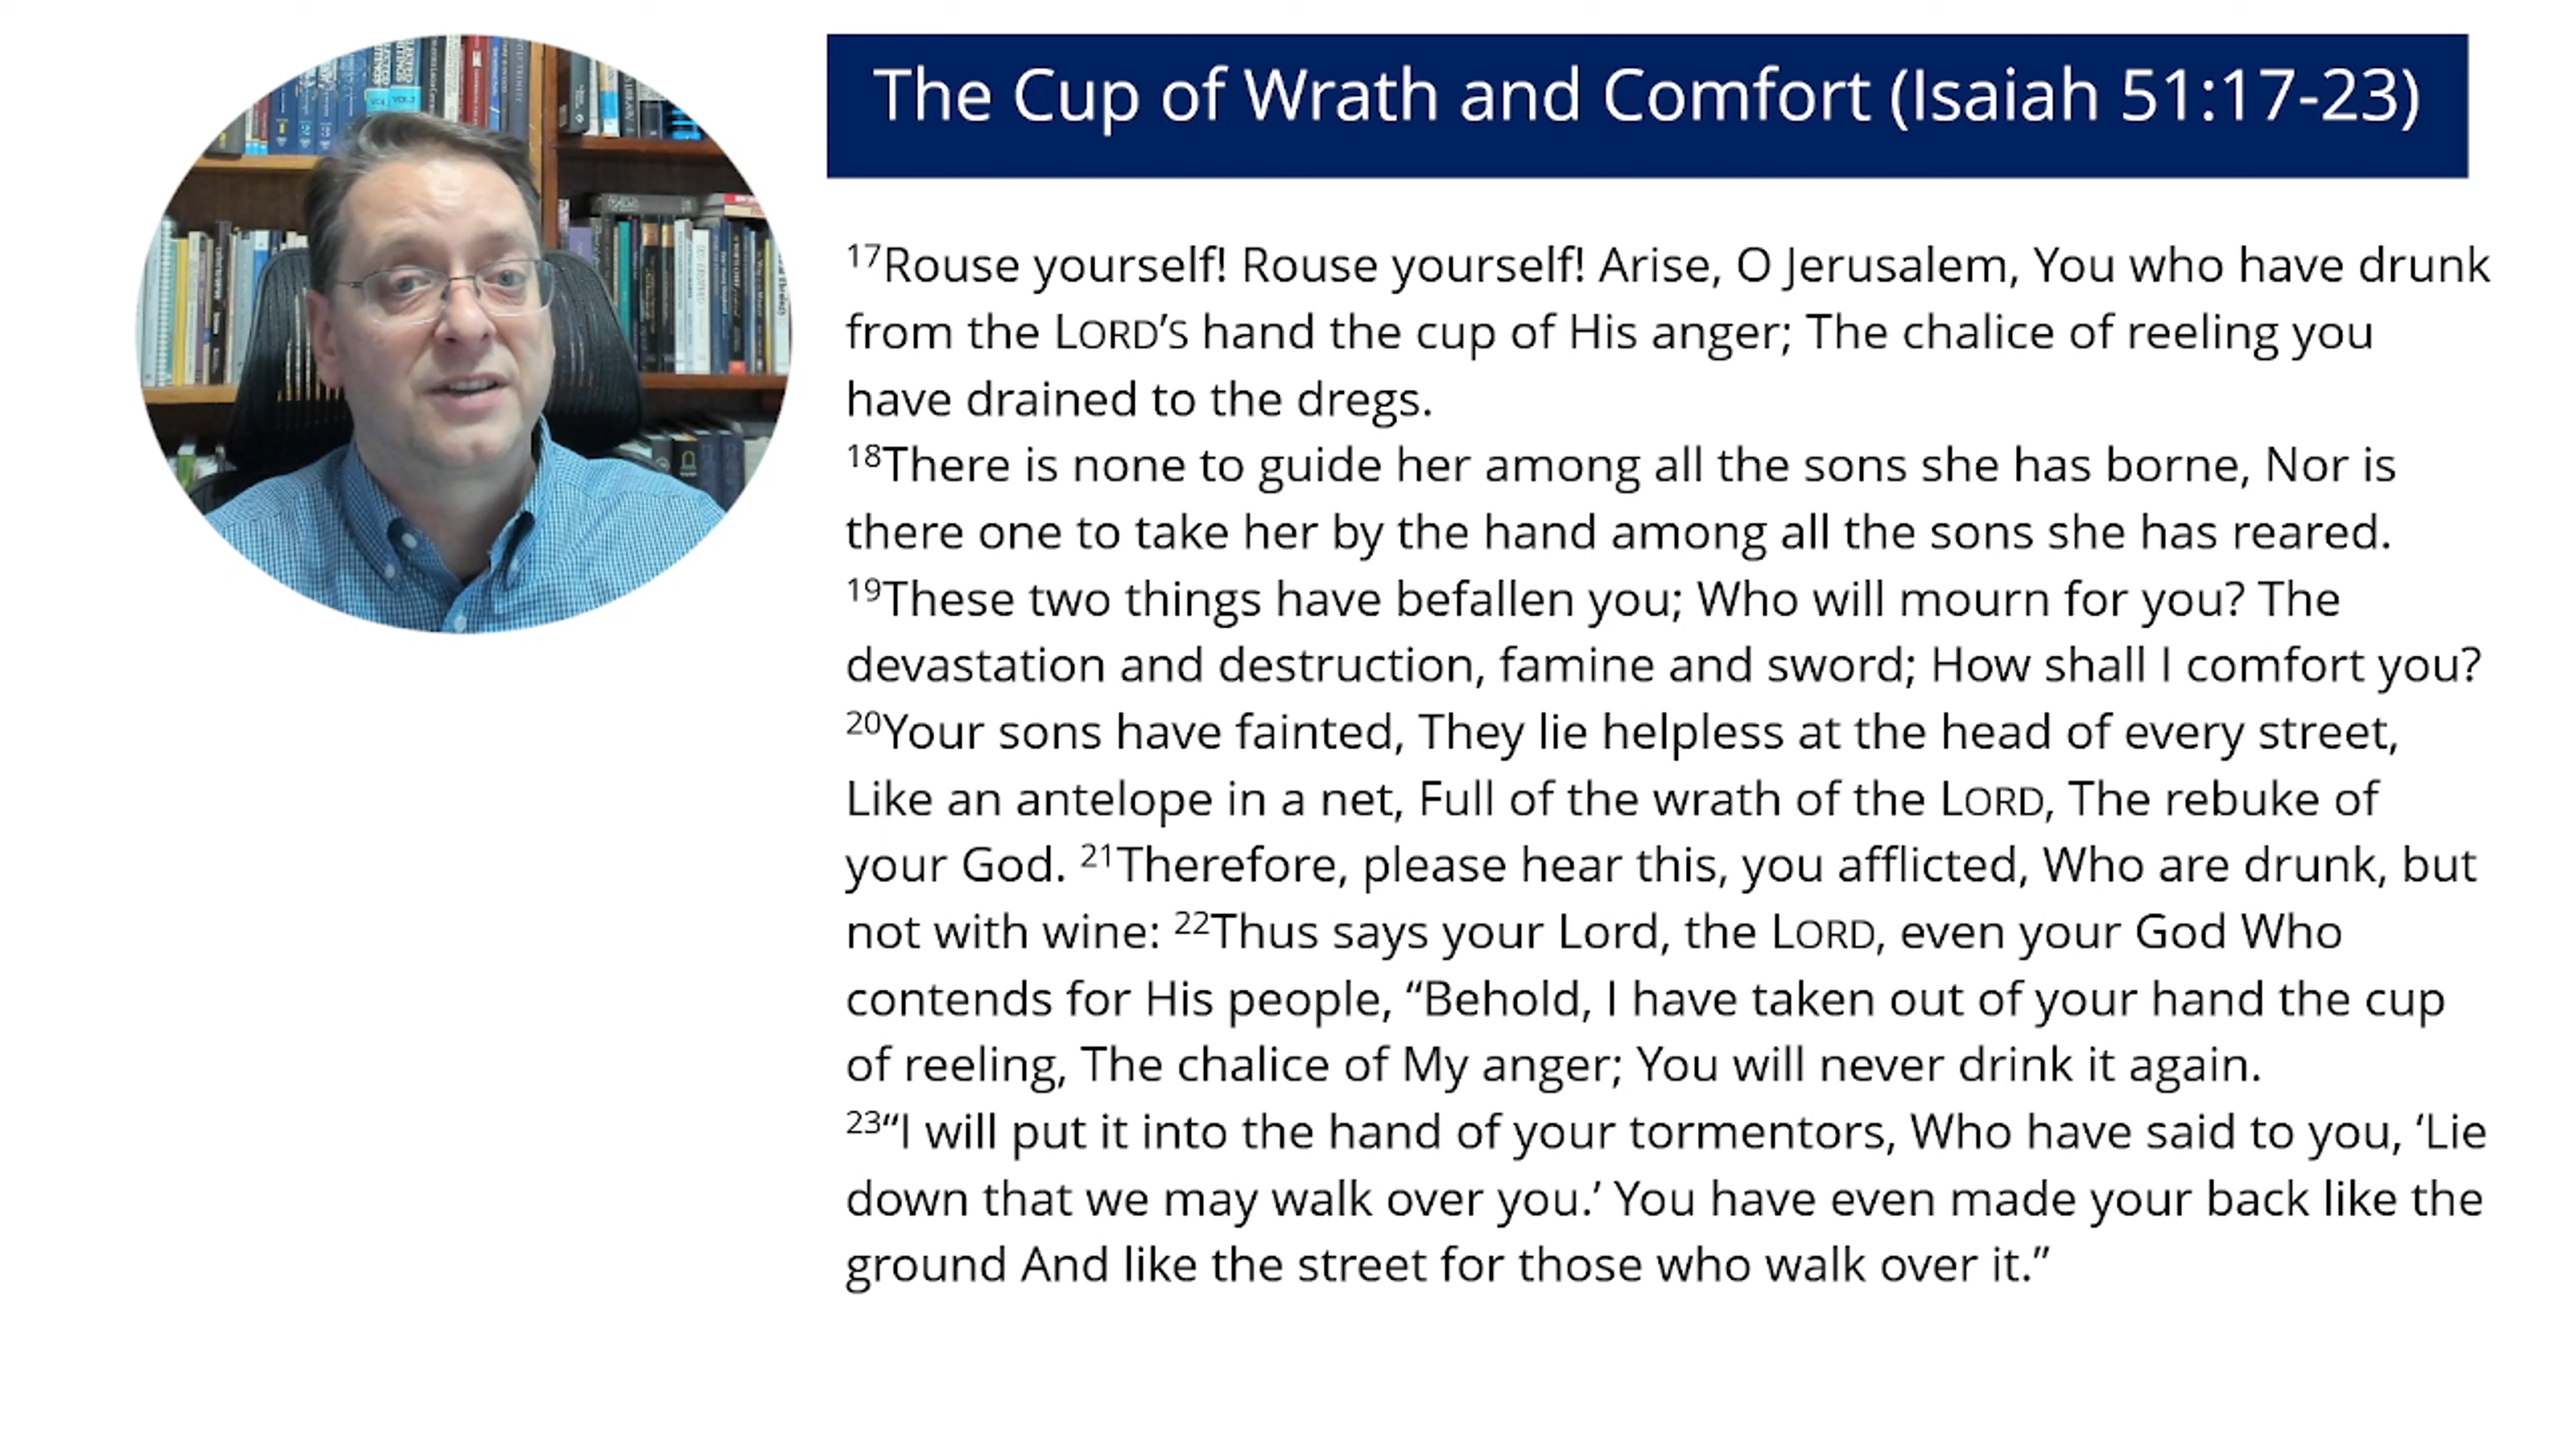 The Cup of Wrath and Comfort (Isaiah 51:17-23)
17Rouse yourself! Rouse yourself! Arise, O Jerusalem, You who have drunk
from the LORD’S hand the cup of His anger; The chalice of reeling you
have drained to the dregs.
18There is none to guide her among all the sons she has borne, Nor is
there one to take her by the hand among all the sons she has reared.
19These two things have befallen you; Who will mourn for you? The
devastation and destruction, famine and sword; How shall I comfort you?
20Your sons have fainted, They lie helpless at the head of every street,
Like an antelope in a net, Full of the wrath of the LORD, The rebuke of
your God. 21Therefore, please hear this, you afflicted, Who are drunk, but
not with wine: 22Thus says your Lord, the LORD, even your God Who
contends for His people, “Behold, I have taken out of your hand the cup
of reeling, The chalice of My anger; You will never drink it again.
23“I will put it into the hand of your tormentors, Who have said to you, ‘Lie
down that we may walk over you.’ You have even made your back like the
ground And like the street for those who walk over it.”